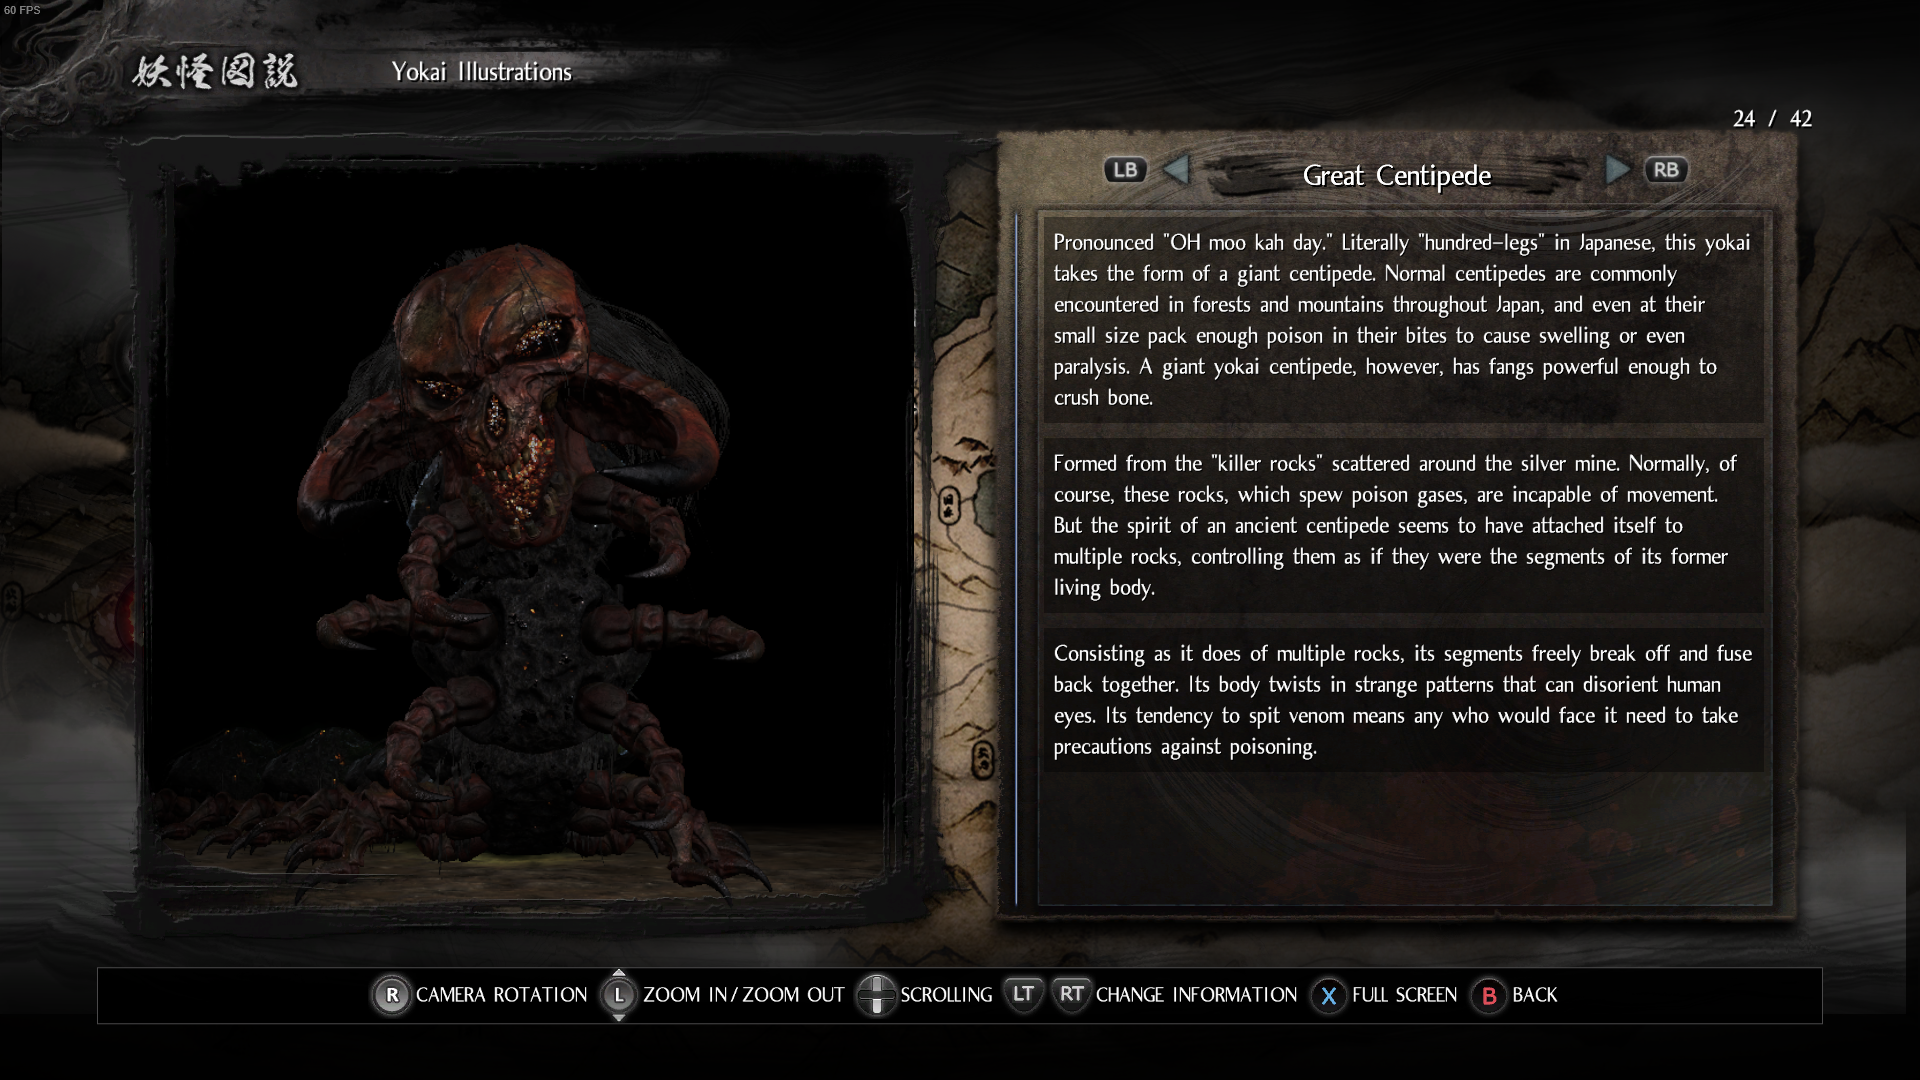 60 FPS
妖怪図説
Yokai Illustrations
24 / 42
LB
Great Centipede
RB
Pronounced "OH moo kah day." Literally "hundred-legs" in Japanese, this yokai
takes the form of a giant centipede. Normal centipedes are commonly
encountered in forests and mountains throughout Japan, and even at their
small size pack enough poison in their bites to cause swelling or even
paralysis. A giant yokai centipede, however, has fangs powerful enough to
crush bone.
Formed from the "killer rocks" scattered around the silver mine. Normally, of
course, these rocks, which spew poison gases, are incapable of movement.
But the spirit of an ancient centipede seems to have attached itself to
multiple rocks, controlling them as if they were the segments of its former
living body.
Consisting as it does of multiple rocks, its segments freely break off and fuse
back together. Its body twists in strange patterns that can disorient human
eyes. Its tendency to spit venom means any who would face it need to take
precautions against poisoning.
R CAMERA ROTATION L ZOOM IN/ZOOM OUT SCROLLING LT RT CHANGE INFORMATION X FULL SCREEN B BACK